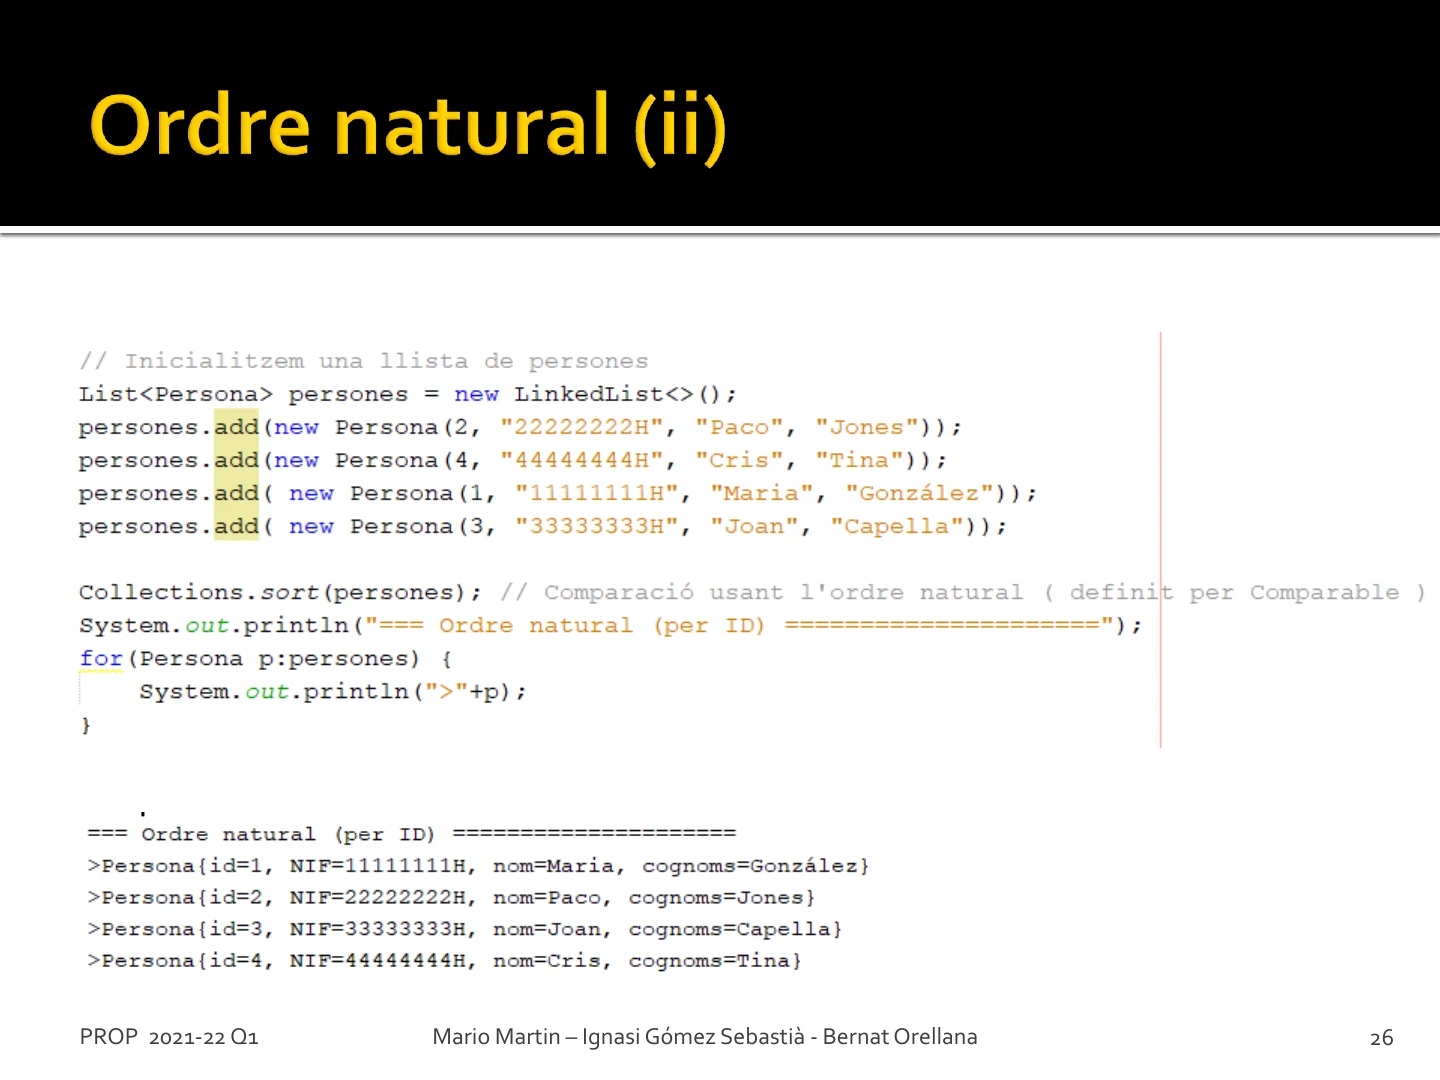 Ordre natural (ii)
// Inicialitzem una llista de persones
List<Persona> persones = new LinkedList<>();
persones.add(new Persona(2, "22222222H", "Paco", "Jones"));
persones.add(new Persona(4, "44444444H", "Cris", "Tina"));
persones.add( new Persona(1, "11111111H", "Maria", "González"));
persones.add( new Persona(3, "33333333H", "Joan", "Capella"));
Collections.sort(persones); // Comparació usant l'ordre natural ( definit per Comparable )
System.out.println("=== Ordre natural (per ID) =====================");
for(Persona p:persones) {
    System.out.println(">"+p);
}
=== Ordre natural (per ID) =====================
>Persona{id=1, NIF=11111111H, nom=Maria, cognoms=González}
>Persona{id=2, NIF=22222222H, nom=Paco, cognoms=Jones}
>Persona{id=3, NIF=33333333H, nom=Joan, cognoms=Capella}
>Persona{id=4, NIF=44444444H, nom=Cris, cognoms=Tina}
PROP 2021-22 Q1 Mario Martin – Ignasi Gómez Sebastià - Bernat Orellana 26